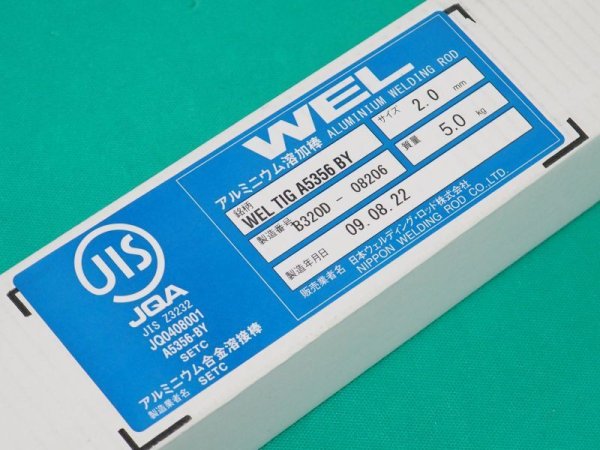 WEL
アルミニウム溶加棒 ALUMINIUM WELDING ROD
銘柄 WEL TIG A5356 BY
サイズ 2.0 mm
製造番号 B320D - 08206
質量 5.0 kg
製造年月日 09.08.22
販売業者名 日本ウェルディング・ロッド株式会社
NIPPON WELDING ROD CO.,LTD.
JIS
JQA
JIS Z3232
JQ0408001
A5356-BY
SETC
アルミニウム合金溶接棒
製造業者名 SETC